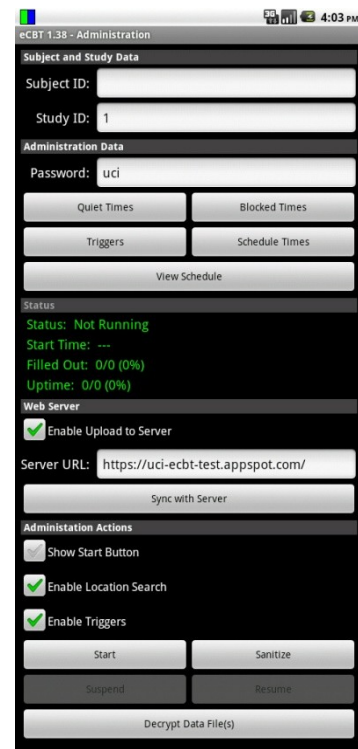 3G 4:03 PM
eCBT 1.38 - Administration
Subject and Study Data
Subject ID:
Study ID: 1
Administration Data
Password: uci
Quiet Times Blocked Times
Triggers Schedule Times
View Schedule
Status
Status: Not Running
Start Time: ---
Filled Out: 0/0 (0%)
Uptime: 0/0 (0%)
Web Server
Enable Upload to Server
Server URL: https://uci-ecbt-test.appspot.com/
Sync with Server
Administation Actions
Show Start Button
Enable Location Search
Enable Triggers
Start Sanitize
Suspend Resume
Decrypt Data File(s)